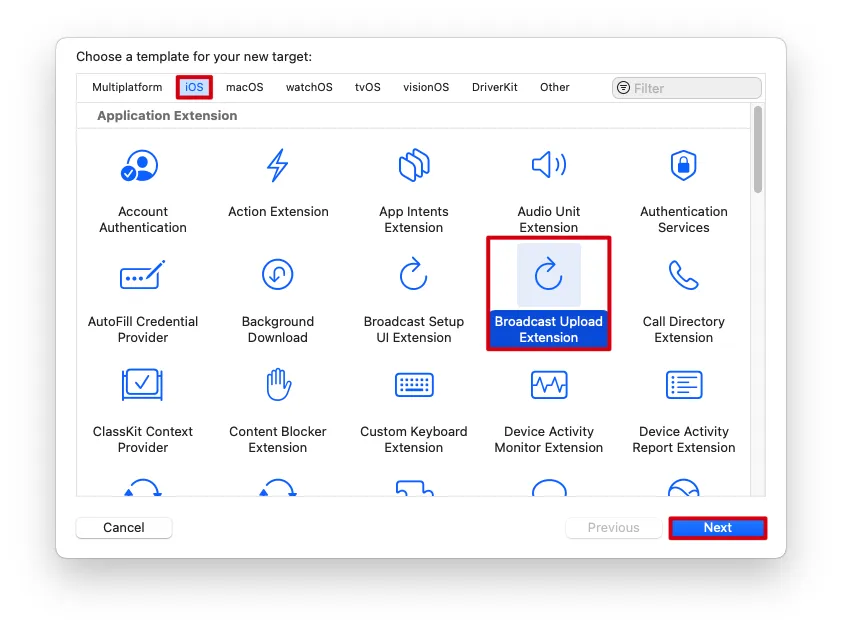 Choose a template for your new target:
Multiplatform iOS macOS watchOS tvOS visionOS DriverKit Other Filter
Application Extension
Account Action Extension App Intents Audio Unit Authentication
Authentication Extension Extension Services
AutoFill Credential Background Broadcast Setup Broadcast Upload Call Directory
Provider Download UI Extension Extension Extension
ClassKit Context Content Blocker Custom Keyboard Device Activity Device Activity
Provider Extension Extension Monitor Extension Report Extension
Cancel Previous Next